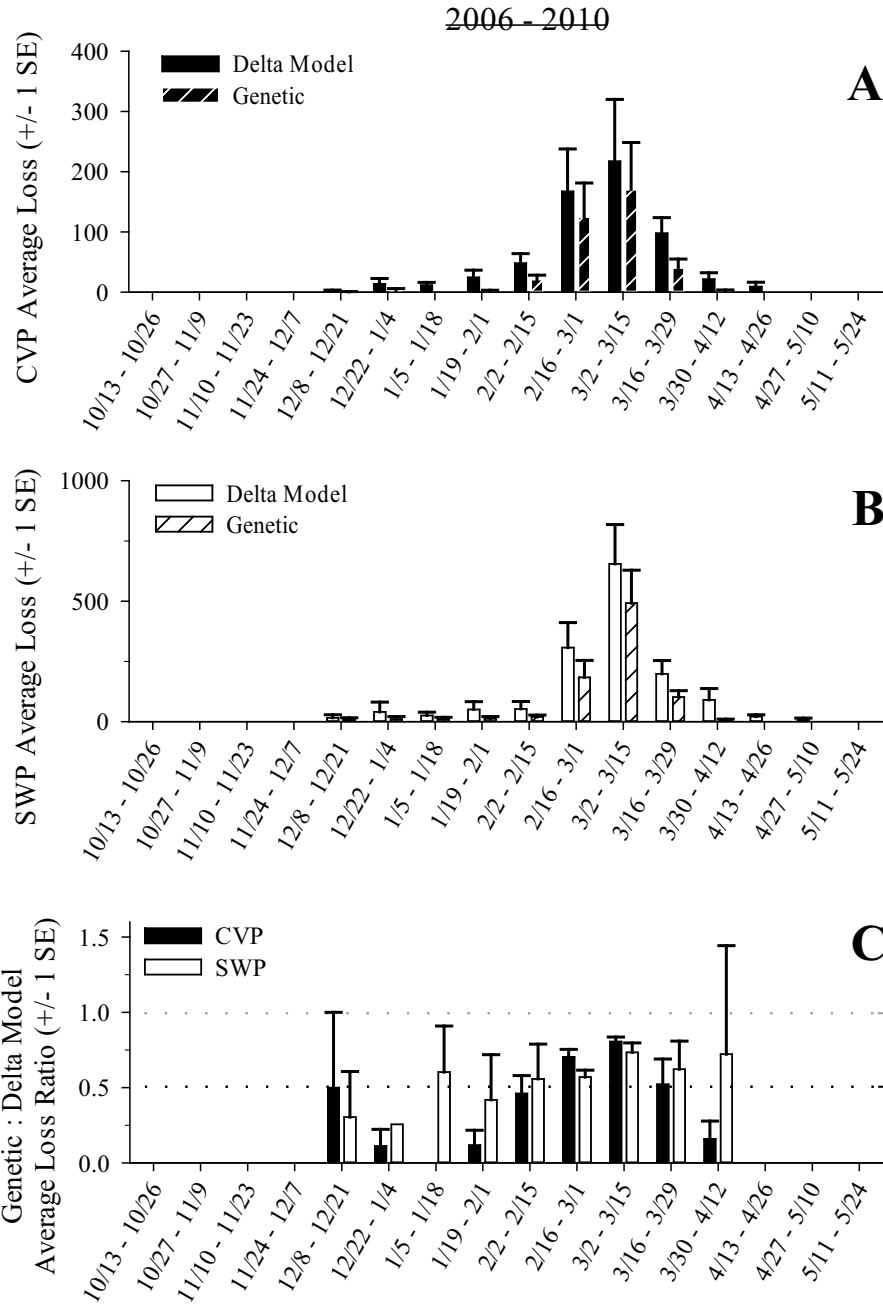 2006 - 2010
CVP Average Loss (+/- 1 SE)
400
300
200
100
0
Delta Model
Genetic
A
10/13 - 10/26
10/27 - 11/9
11/10 - 11/23
11/24 - 12/7
12/8 - 12/21
12/22 - 1/4
1/5 - 1/18
1/19 - 2/1
2/2 - 2/15
2/16 - 3/1
3/2 - 3/15
3/16 - 3/29
3/30 - 4/12
4/13 - 4/26
4/27 - 5/10
5/11 - 5/24
SWP Average Loss (+/- 1 SE)
1000
500
0
Delta Model
Genetic
B
10/13 - 10/26
10/27 - 11/9
11/10 - 11/23
11/24 - 12/7
12/8 - 12/21
12/22 - 1/4
1/5 - 1/18
1/19 - 2/1
2/2 - 2/15
2/16 - 3/1
3/2 - 3/15
3/16 - 3/29
3/30 - 4/12
4/13 - 4/26
4/27 - 5/10
5/11 - 5/24
Genetic : Delta Model
Average Loss Ratio (+/- 1 SE)
1.5
1.0
0.5
0.0
CVP
SWP
C
10/13 - 10/26
10/27 - 11/9
11/10 - 11/23
11/24 - 12/7
12/8 - 12/21
12/22 - 1/4
1/5 - 1/18
1/19 - 2/1
2/2 - 2/15
2/16 - 3/1
3/2 - 3/15
3/16 - 3/29
3/30 - 4/12
4/13 - 4/26
4/27 - 5/10
5/11 - 5/24